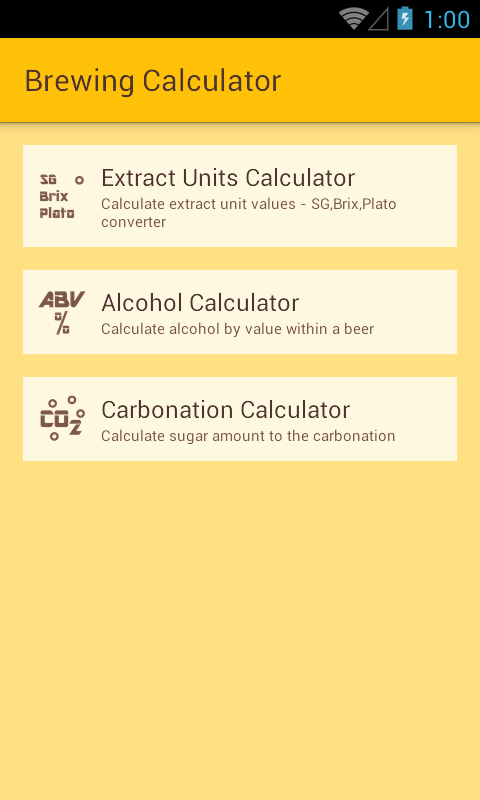 1:00
Brewing Calculator
SG
Brix
Plato
Extract Units Calculator
Calculate extract unit values - SG,Brix,Plato
converter
ABV
%
Alcohol Calculator
Calculate alcohol by value within a beer
CO2
Carbonation Calculator
Calculate sugar amount to the carbonation